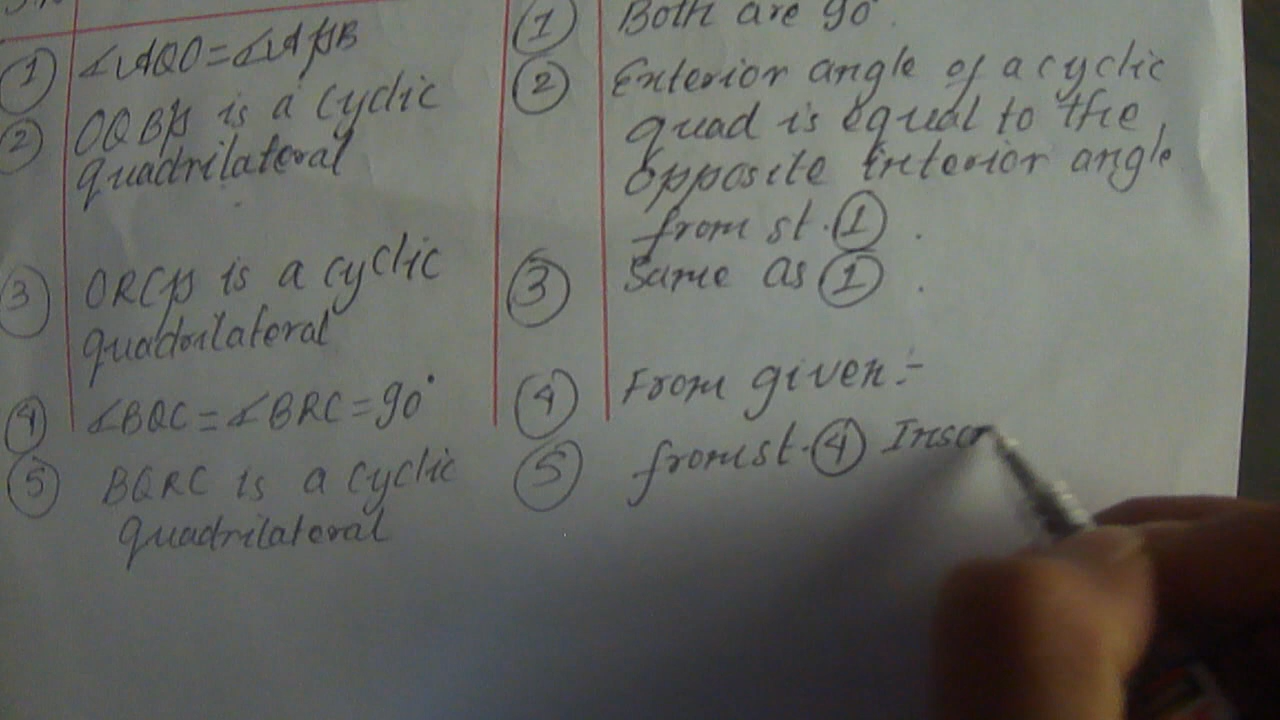 ① Both are 90°
① ∠AQO = ∠APB
② OQBP is a cyclic quadrilateral
② Exterior angle of a cyclic
quad is equal to the
opposite interior angle
from st. ① .
③ ORCP is a cyclic quadrilateral
③ Same as ① .
④ ∠BQC = ∠BRC = 90°
④ From given :-
⑤ BQRC is a cyclic quadrilateral
⑤ from st. ④ Inscr